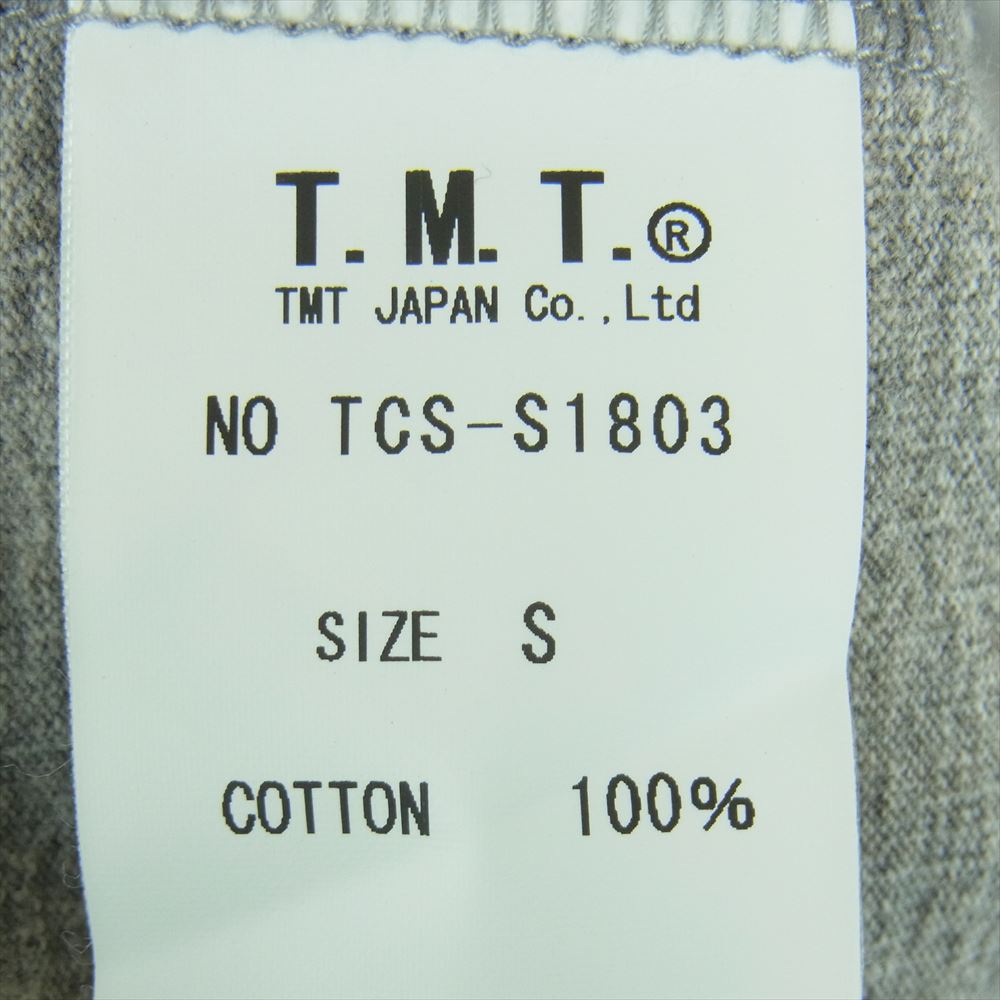 T.M.T.®
TMT JAPAN Co.,Ltd
NO TCS-S1803
SIZE S
COTTON 100%